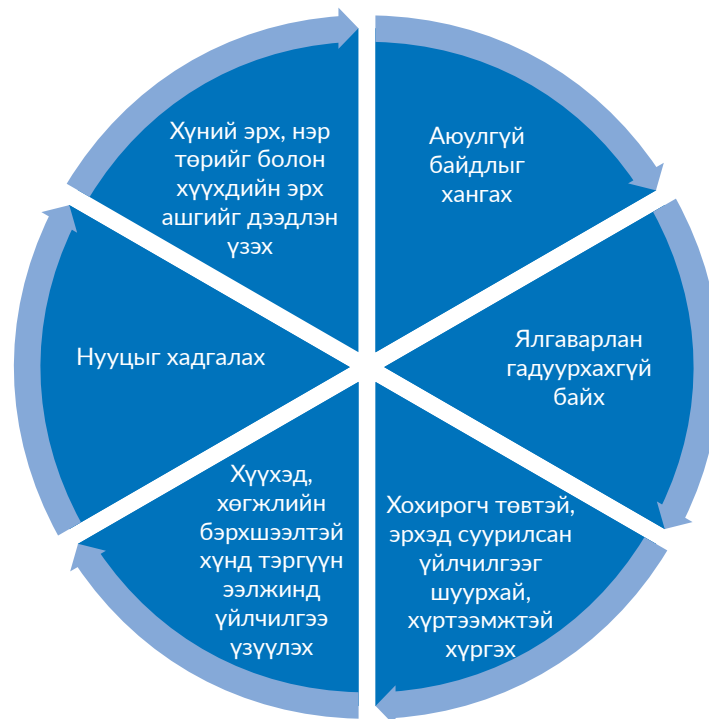 Хүний эрх, нэр
төрийг болон
хүүхдийн эрх
ашгийг дээдлэн
үзэх
Аюулгүй
байдлыг
хангах
Ялгаварлан
гадуурхахгүй
байх
Хохирогч төвтэй,
эрхэд суурилсан
үйлчилгээг
шуурхай,
хүртээмжтэй
хүргэх
Хүүхэд,
хөгжлийн
бэрхшээлтэй
хүнд тэргүүн
ээлжинд
үйлчилгээ
үзүүлэх
Нууцыг хадгалах